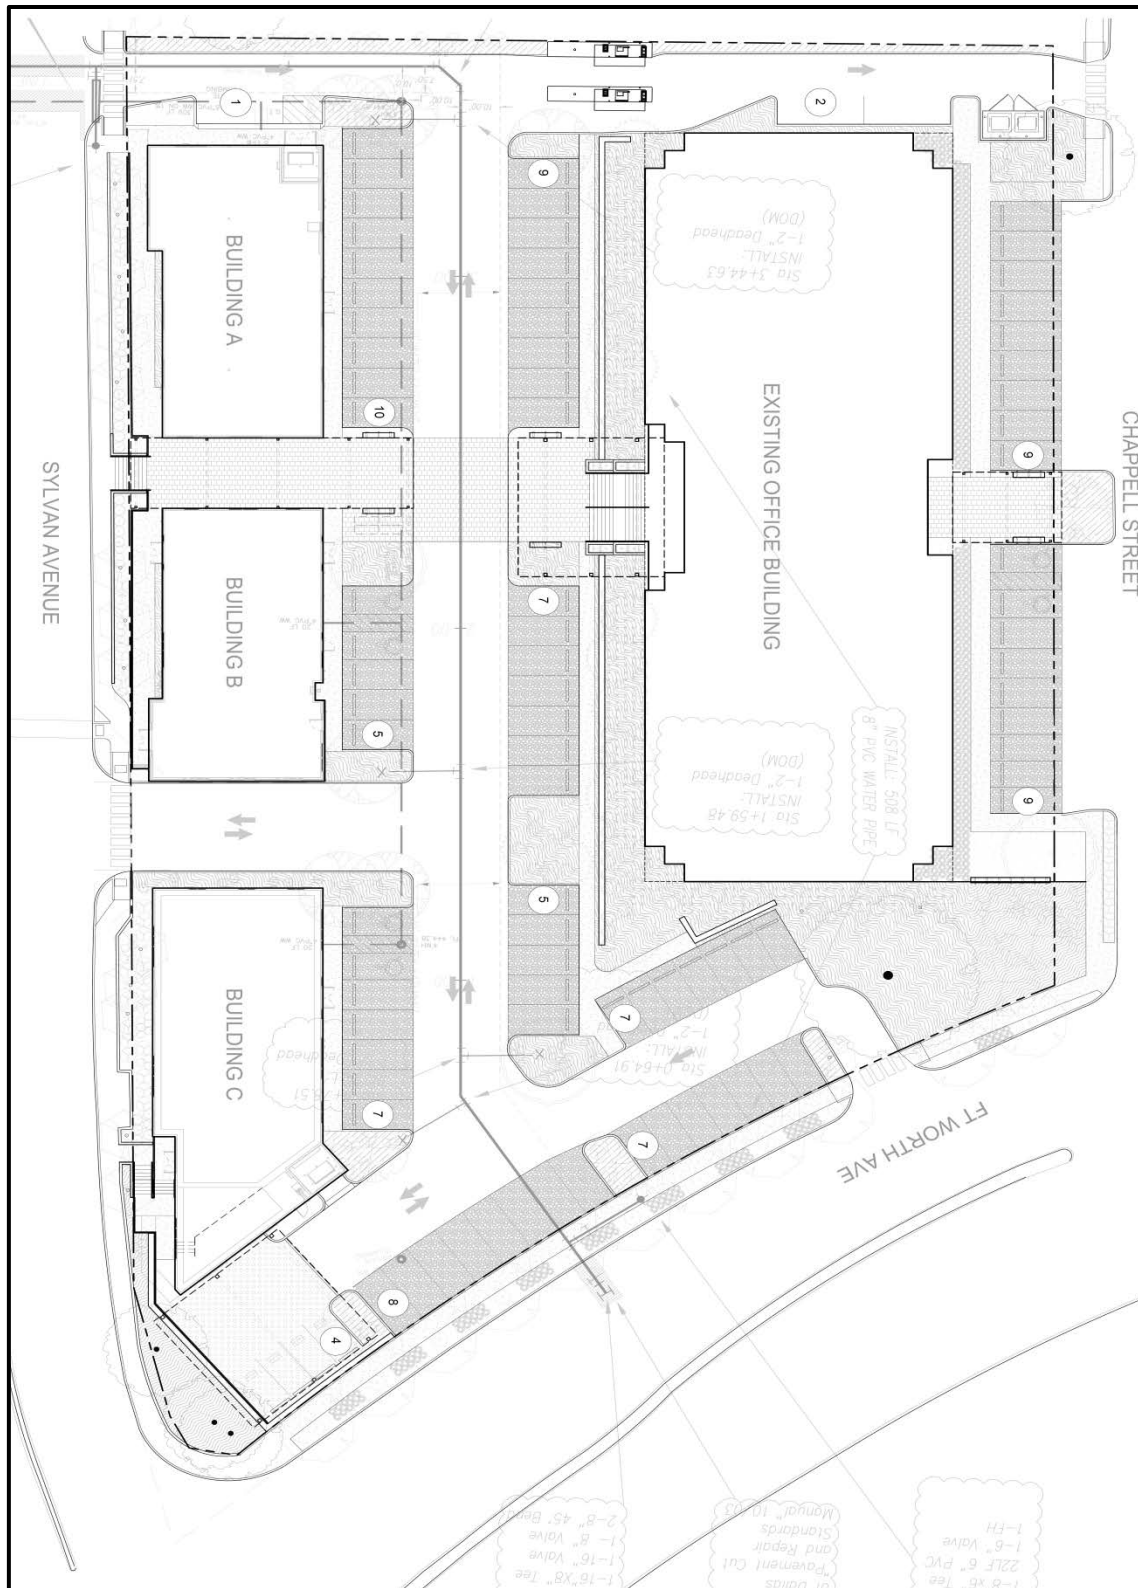 1
2
9
BUILDING A
Sta 3+44.63
INSTALL:
1-2" Deadhead
(DOM)
10
9
CHAPPELL STREET
SYLVAN AVENUE
EXISTING OFFICE BUILDING
BUILDING B
7
5
Sta 1+59.48
INSTALL:
1-2" Deadhead
(DOM)
INSTALL: 508 LF
8" PVC WATER PIPE
9
5
BUILDING C
7
Sta 0+64.91
INSTALL:
1-2"
7
7
FT WORTH AVE
8
4
1-16"X8" Tee
1-16" Valve
1- 8" Valve
2-8" 45° Bends
"Pavement Cut
and Repair
Standards
Manual"
1-8"x6" Tee
22LF 6" PVC
1-6" Valve
1-FH